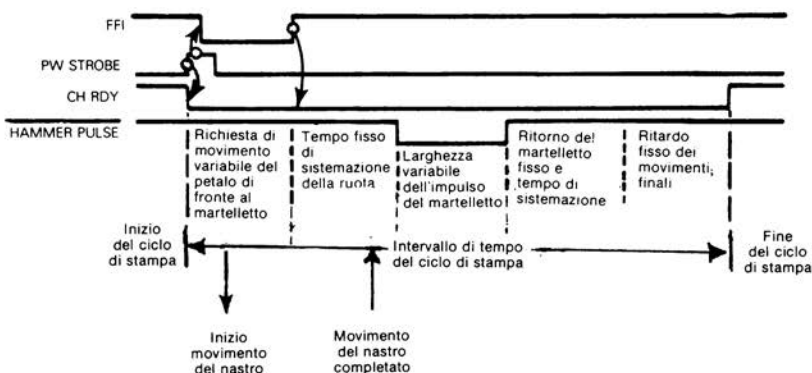 FFI
PW STROBE
CH RDY
HAMMER PULSE
Richiesta di
movimento
variabile del
petalo di
fronte al
martelletto
Tempo fisso
di
sistemazione
della ruota
Larghezza
variabile
dell'impulso
del martelletto
Ritorno del
martelletto
fisso e
tempo di
sistemazione
Ritardo
fisso dei
movimenti;
finali
Inizio
del ciclo
di stampa
Intervallo di tempo
del ciclo di stampa
Fine
del ciclo
di stampa
Inizio
movimento
del nastro
Movimento
del nastro
completato